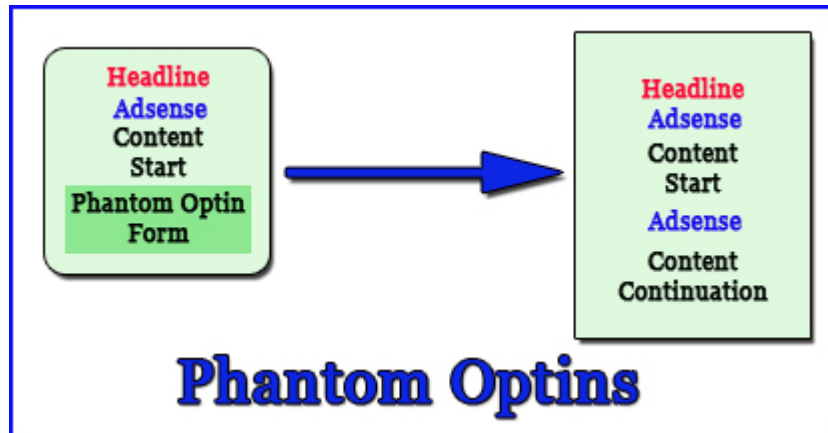 Headline
Adsense
Content
Start
Phantom Optin
Form
Headline
Adsense
Content
Start
Adsense
Content
Continuation
Phantom Optins